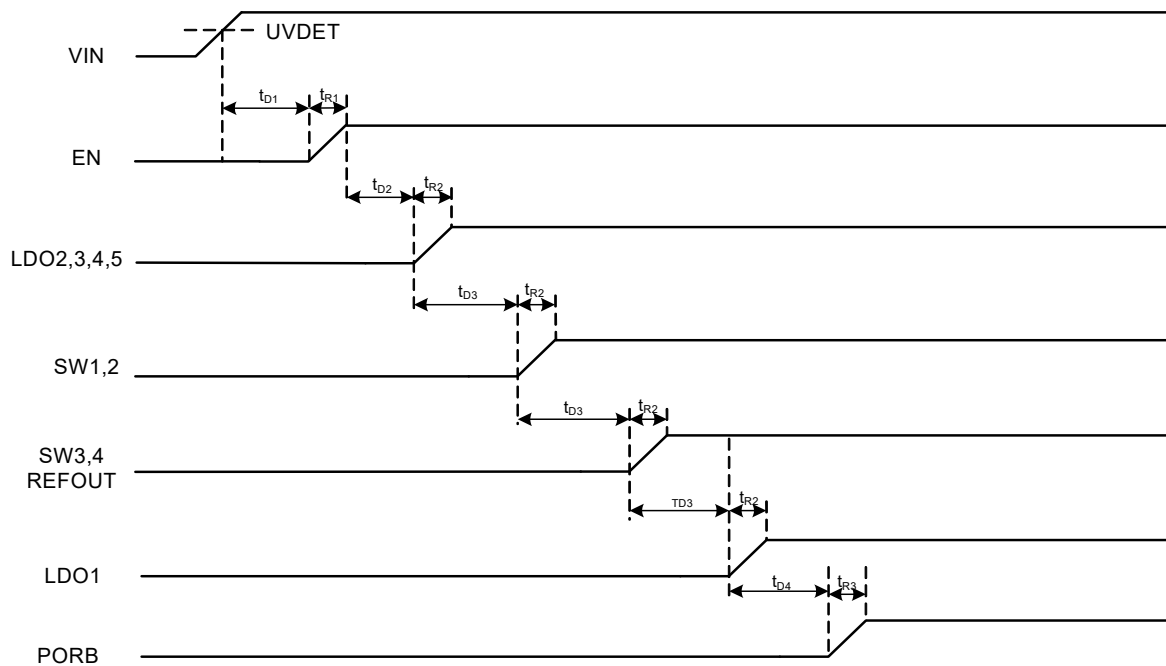 UVDET
VIN
tD1
tR1
EN
tD2
tR2
LDO2,3,4,5
tD3
tR2
SW1,2
tD3
tR2
SW3,4
REFOUT
TD3
tR2
LDO1
tD4
tR3
PORB